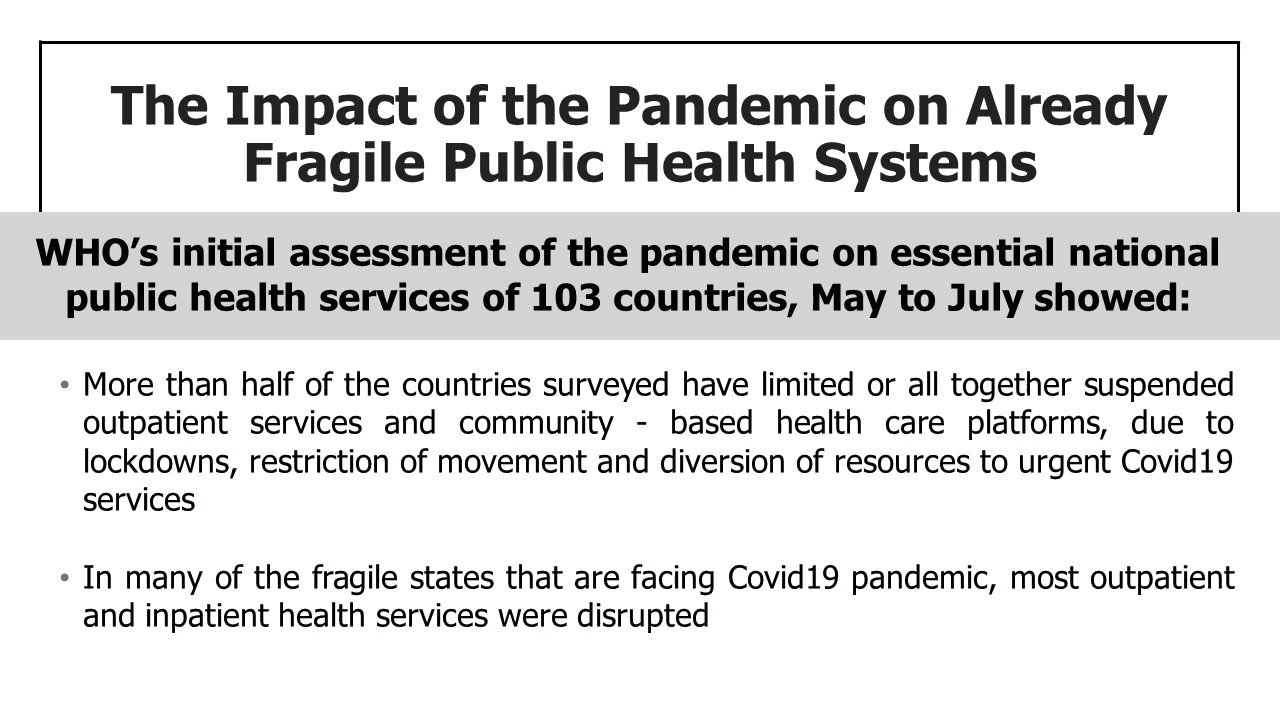 The Impact of the Pandemic on Already
Fragile Public Health Systems
WHO’s initial assessment of the pandemic on essential national
public health services of 103 countries, May to July showed:
• More than half of the countries surveyed have limited or all together suspended
outpatient services and community - based health care platforms, due to
lockdowns, restriction of movement and diversion of resources to urgent Covid19
services
• In many of the fragile states that are facing Covid19 pandemic, most outpatient
and inpatient health services were disrupted